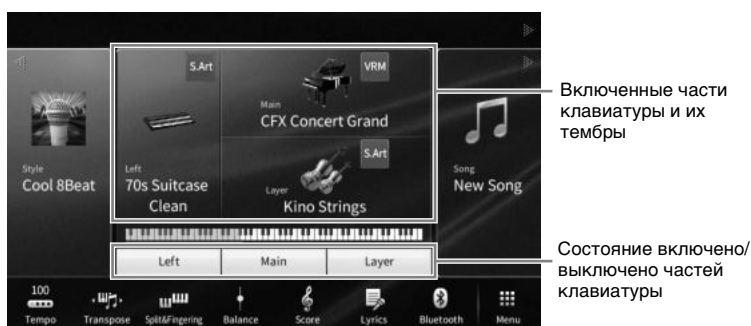 S.Art
VRM
Main
CFX Concert Grand
Style
Cool 8Beat
Left
70s Suitcase
Clean
S.Art
Layer
Kino Strings
Song
New Song
Left
Main
Layer
100
Tempo
Transpose
Split&Fingering
Balance
Score
Lyrics
Bluetooth
Menu
Включенные части
клавиатуры и их
тембры
Состояние включено/
выключено частей
клавиатуры